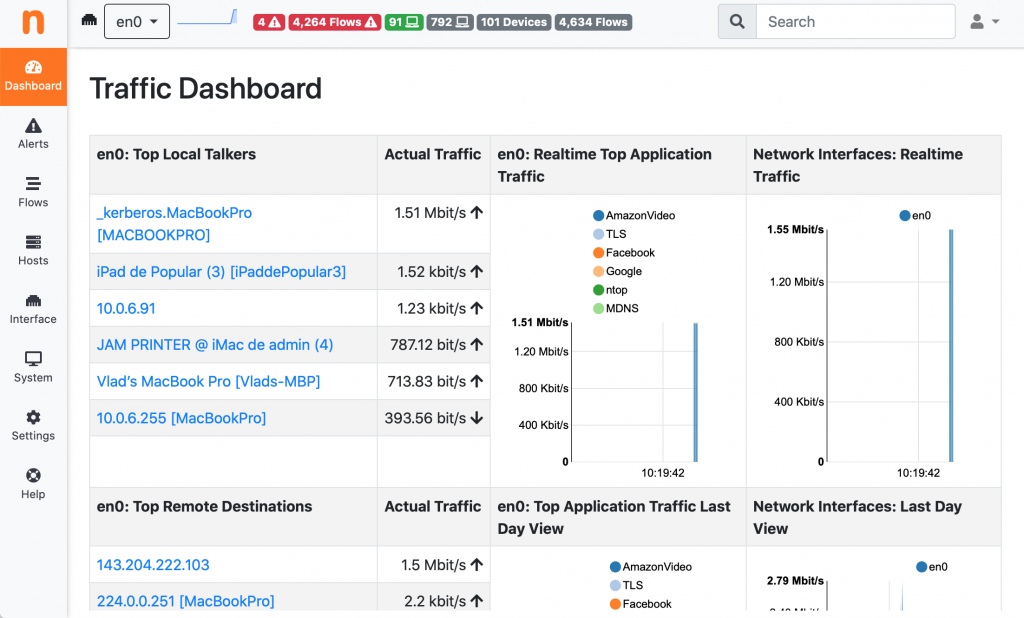 n
en0
4
4,264 Flows
91
792
101 Devices
4,634 Flows
Search
Dashboard
Alerts
Flows
Hosts
Interface
System
Settings
Help
Traffic Dashboard
en0: Top Local Talkers
Actual Traffic
en0: Realtime Top Application
Traffic
Network Interfaces: Realtime
Traffic
_kerberos.MacBookPro
[MACBOOKPRO]
1.51 Mbit/s
iPad de Popular (3) [iPaddePopular3]
1.52 kbit/s
10.0.6.91
1.23 kbit/s
JAM PRINTER @ iMac de admin (4)
787.12 bit/s
Vlad’s MacBook Pro [Vlads-MBP]
713.83 bit/s
10.0.6.255 [MacBookPro]
393.56 bit/s
AmazonVideo
TLS
Facebook
Google
ntop
MDNS
1.51 Mbit/s
1.20 Mbit/s
800 Kbit/s
400 Kbit/s
0
10:19:42
en0
1.55 Mbit/s
1.20 Mbit/s
800 Kbit/s
400 Kbit/s
0
10:19:42
en0: Top Remote Destinations
Actual Traffic
en0: Top Application Traffic Last
Day View
Network Interfaces: Last Day
View
143.204.222.103
1.5 Mbit/s
224.0.0.251 [MacBookPro]
2.2 kbit/s
AmazonVideo
TLS
Facebook
en0
2.79 Mbit/s